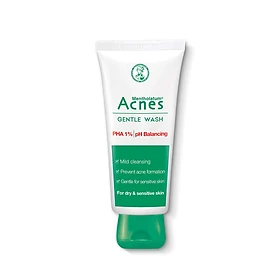 Mentholatum®
Acnes
GENTLE WASH
PHA 1% | pH Balancing
Mild cleansing
Prevent acne formation
Gentle for sensitive skin
For dry & sensitive skin